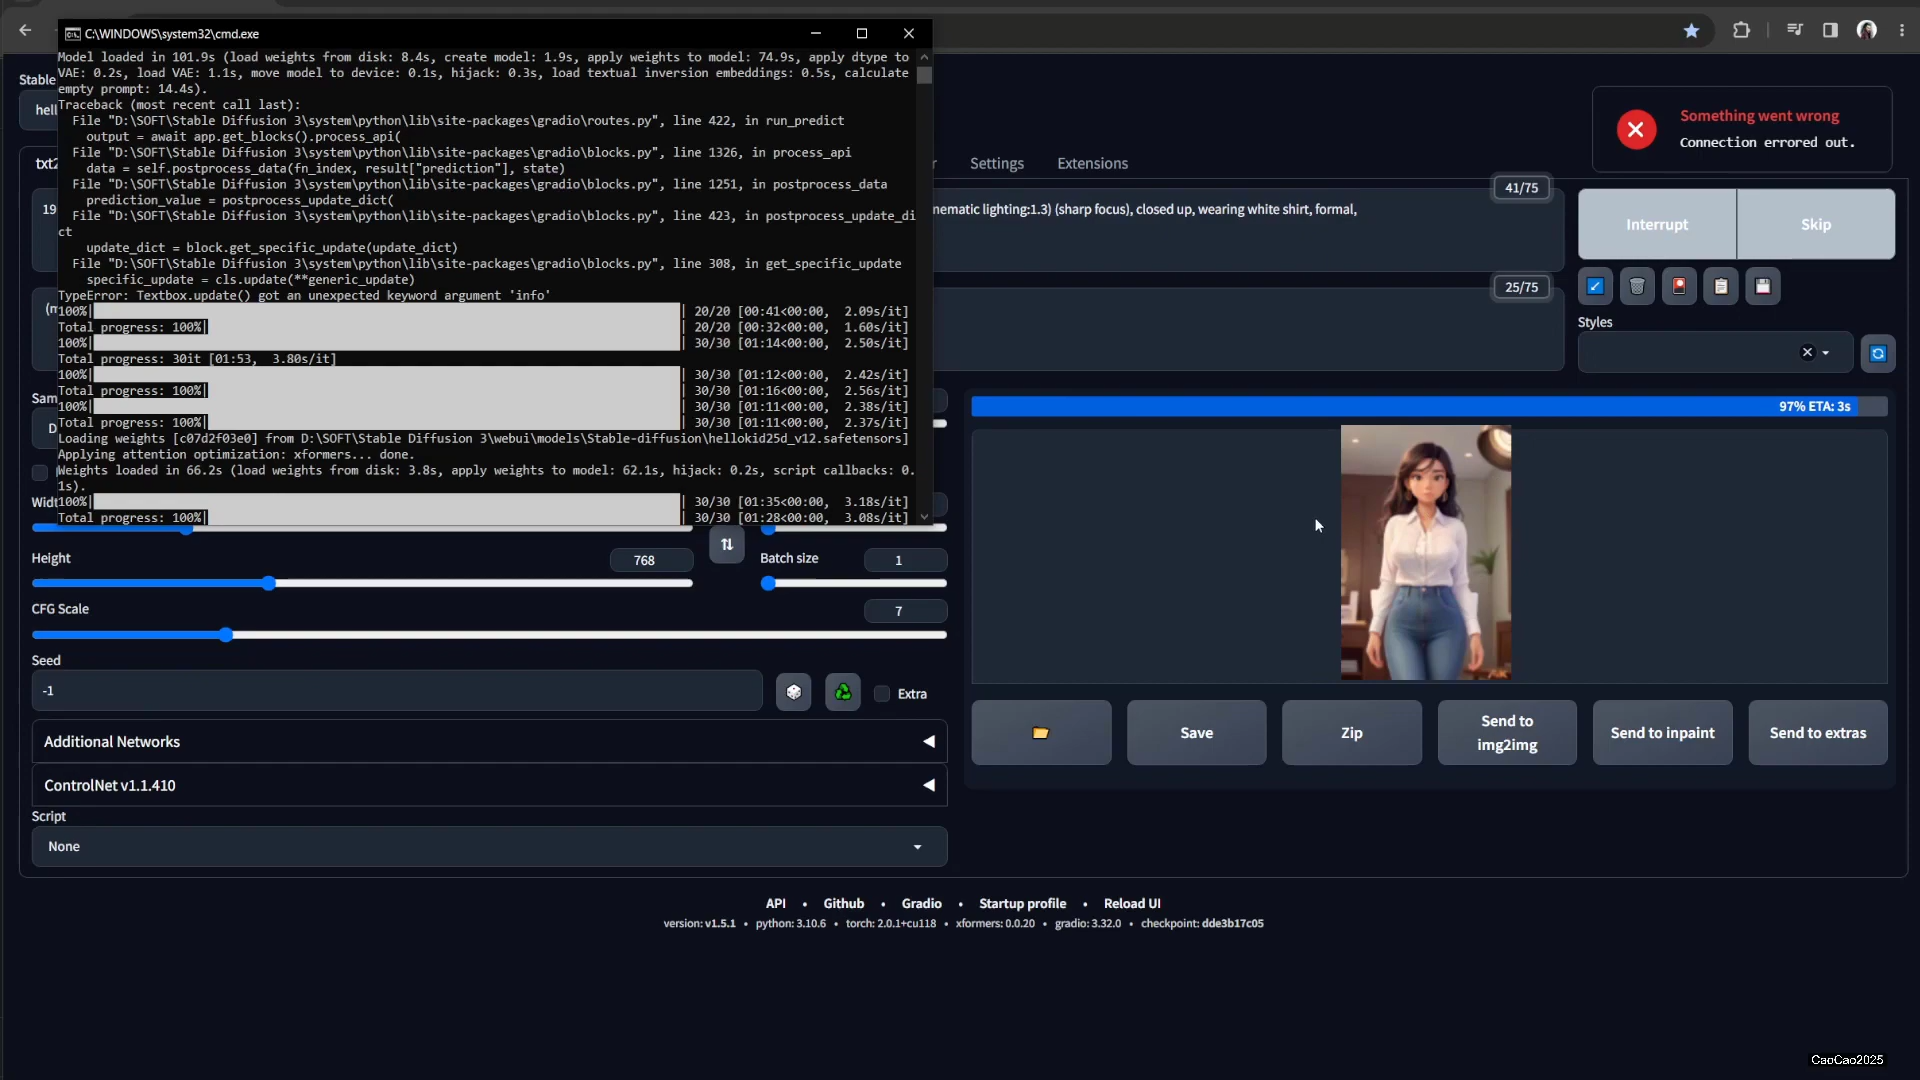 C:\WINDOWS\system32\cmd.exe
Model loaded in 101.9s (load weights from disk: 8.4s, create model: 1.9s, apply weights to model: 74.9s, apply dtype to
VAE: 0.2s, load VAE: 1.1s, move model to device: 0.1s, hijack: 0.3s, load textual inversion embeddings: 0.5s, calculate
empty prompt: 14.4s).
Traceback (most recent call last):
File "D:\SOFT\Stable Diffusion 3\system\python\lib\site-packages\gradio\routes.py", line 422, in run_predict
output = await app.get_blocks().process_api(
File "D:\SOFT\Stable Diffusion 3\system\python\lib\site-packages\gradio\blocks.py", line 1326, in process_api
data = self.postprocess_data(fn_index, result["prediction"], state)
File "D:\SOFT\Stable Diffusion 3\system\python\lib\site-packages\gradio\blocks.py", line 1251, in postprocess_data
prediction_value = postprocess_update_dict(
File "D:\SOFT\Stable Diffusion 3\system\python\lib\site-packages\gradio\blocks.py", line 423, in postprocess_update_di
ct
update_dict = block.get_specific_update(update_dict)
File "D:\SOFT\Stable Diffusion 3\system\python\lib\site-packages\gradio\blocks.py", line 308, in get_specific_update
specific_update = cls.update(**generic_update)
TypeError: Textbox.update() got an unexpected keyword argument 'info'
100%| | 20/20 [00:41<00:00, 2.09s/it]
Total progress: 100%| | 20/20 [00:32<00:00, 1.60s/it]
100%| | 30/30 [01:14<00:00, 2.50s/it]
Total progress: 30it [01:53, 3.80s/it]
100%| | 30/30 [01:12<00:00, 2.42s/it]
Total progress: 100%| | 30/30 [01:16<00:00, 2.56s/it]
100%| | 30/30 [01:11<00:00, 2.38s/it]
Total progress: 100%| | 30/30 [01:11<00:00, 2.37s/it]
Loading weights [c07d2f03e0] from D:\SOFT\Stable Diffusion 3\webui\models\Stable-diffusion\hellokid25d_v12.safetensors]
Applying attention optimization: xformers... done.
Weights loaded in 66.2s (load weights from disk: 3.8s, apply weights to model: 62.1s, hijack: 0.2s, script callbacks: 0.
1s).
100%| | 30/30 [01:35<00:00, 3.18s/it]
Total progress: 100%| | 30/30 [01:28<00:00, 3.08s/it]
Stable
hell
txt2
19
(m
Sam
D
Widt
Something went wrong
Connection errored out.
r Settings Extensions
41/75
nematic lighting:1.3) (sharp focus), closed up, wearing white shirt, formal,
25/75
Interrupt Skip
Styles
97% ETA: 3s
Height 768
Batch size 1
CFG Scale 7
Seed
-1
Extra
Additional Networks
ControlNet v1.1.410
Script
None
Save Zip Send to img2img Send to inpaint Send to extras
API • Github • Gradio • Startup profile • Reload UI
version: v1.5.1 • python: 3.10.6 • torch: 2.0.1+cu118 • xformers: 0.0.20 • gradio: 3.32.0 • checkpoint: dde3b17c05
CaoCao2025